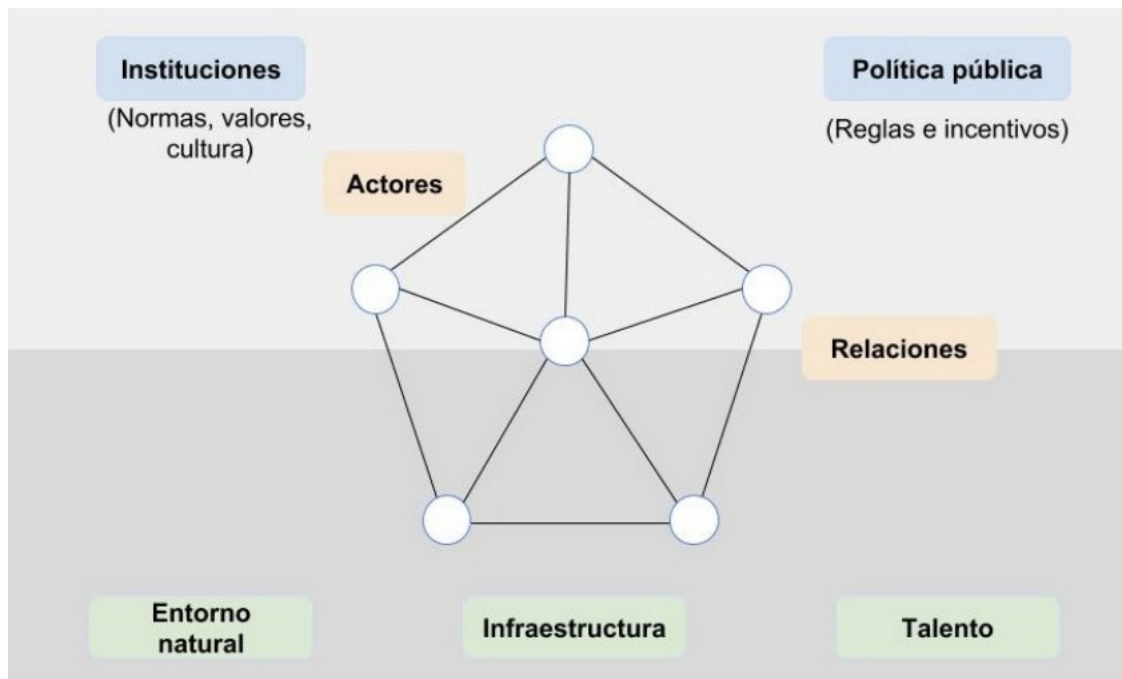 Instituciones
(Normas, valores,
cultura)
Política pública
(Reglas e incentivos)
Actores
Relaciones
Entorno
natural
Infraestructura
Talento